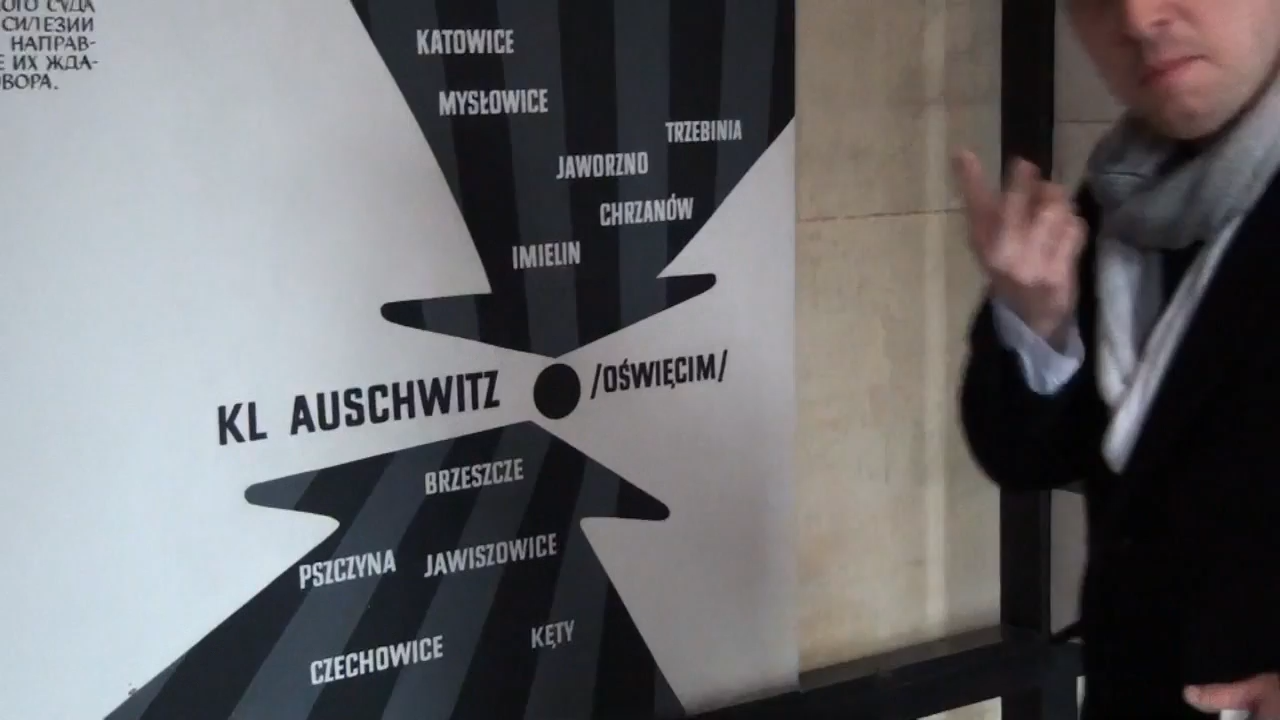 ОГО СУДА
СИЛЕЗИИ
НАПРАВ-
Е ИХ ЖДА-
ВОРА.
KATOWICE
MYSŁOWICE
TRZEBINIA
JAWORZNO
CHRZANÓW
IMIELIN
KL AUSCHWITZ /OŚWIĘCIM/
BRZESZCZE
PSZCZYNA JAWISZOWICE
KĘTY
CZECHOWICE